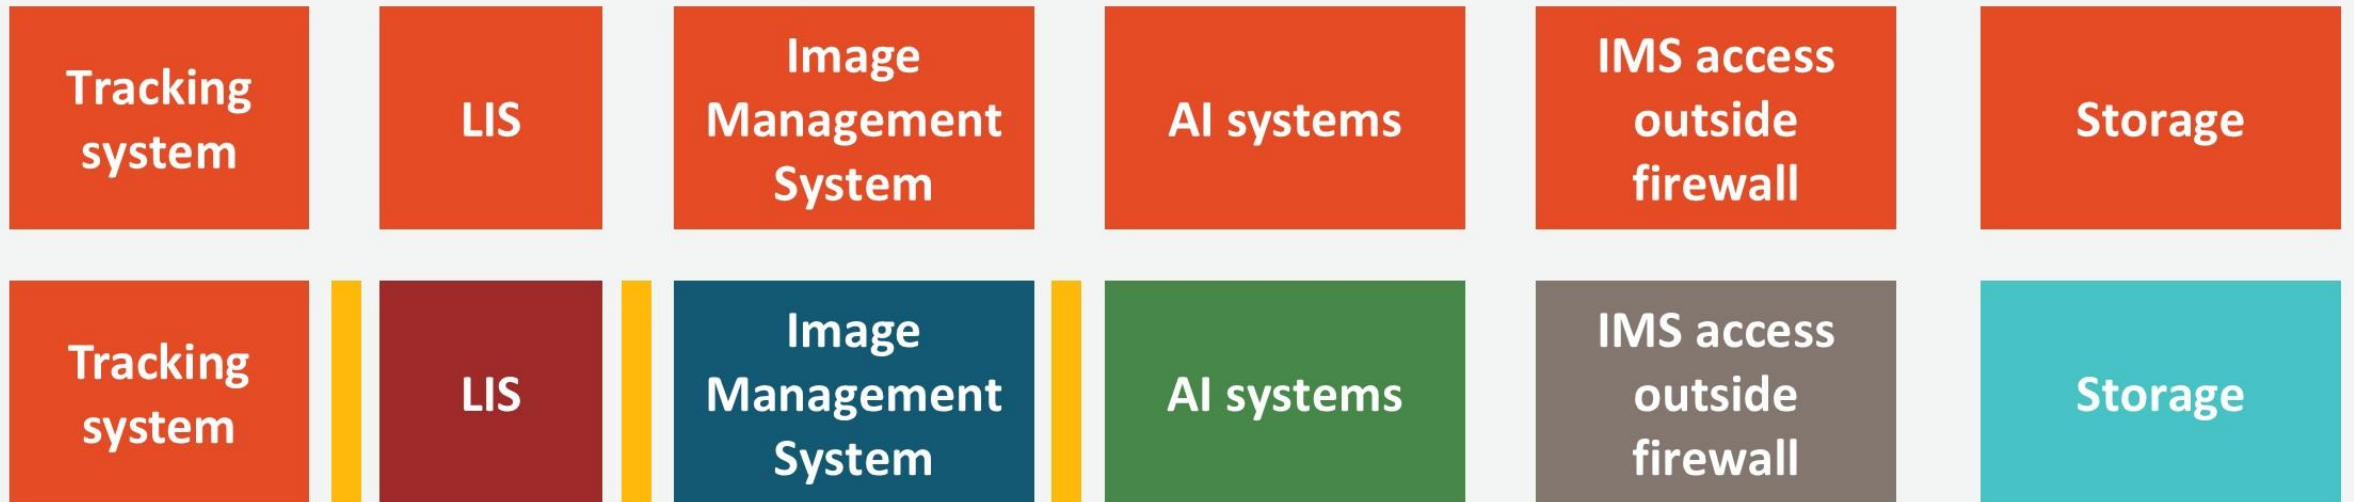 Tracking
system
LIS
Image
Management
System
AI systems
IMS access
outside
firewall
Storage
Tracking
system
LIS
Image
Management
System
AI systems
IMS access
outside
firewall
Storage